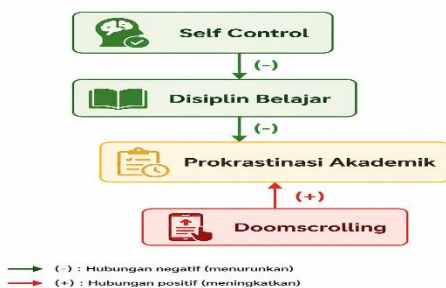 Self Control
(-)
Disiplin Belajar
(-)
Prokrastinasi Akademik
(+)
Doomscrolling
(-) : Hubungan negatif (menurunkan)
(+) : Hubungan positif (meningkatkan)